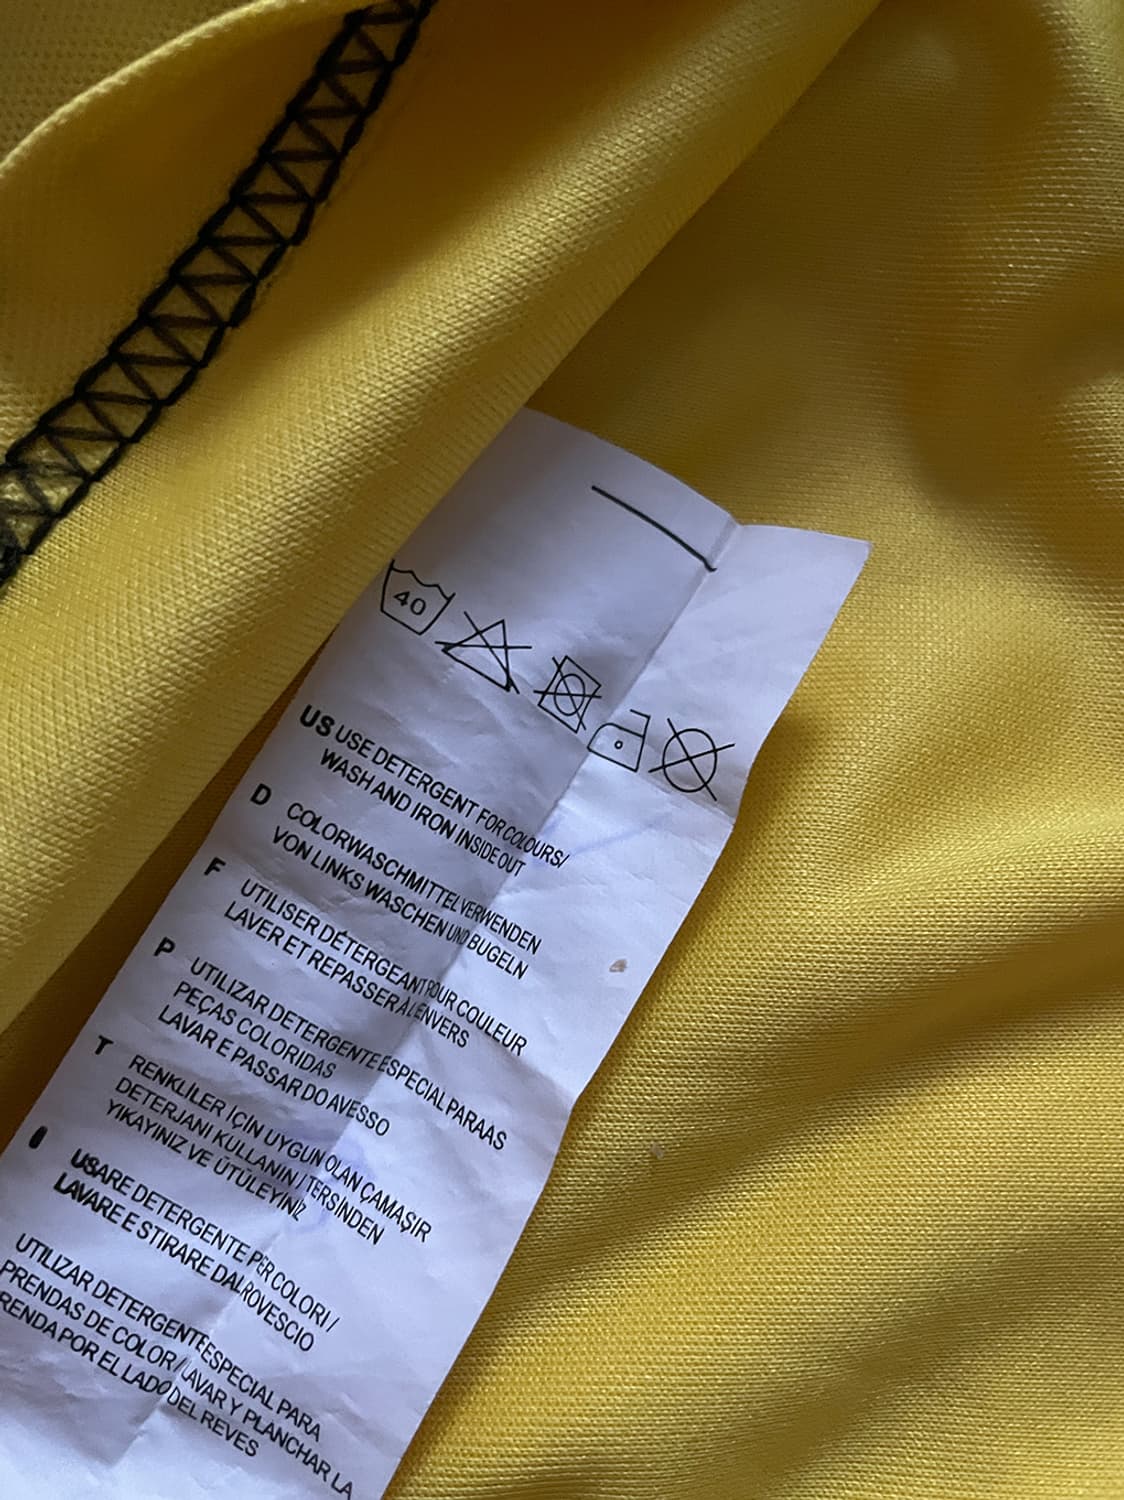 40
US USE DETERGENT FOR COLOURS/
WASH AND IRON INSIDE OUT
D COLORWASCHMITTEL VERWENDEN
VON LINKS WASCHEN UND BUGELN
F UTILISER DÉTERGEANT POUR COULEUR
LAVER ET REPASSER À L'ENVERS
P UTILIZAR DETERGENTE ESPECIAL PARA AS
PEÇAS COLORIDAS
LAVAR E PASSAR DO AVESSO
T RENKLİLER İÇİN UYGUN OLAN ÇAMAŞIR
DETERJANI KULLANIN / TERSİNDEN
YIKAYINIZ VE ÜTÜLEYİNİZ
I USARE DETERGENTE PER COLORI /
LAVARE E STIRARE DAL ROVESCIO
UTILIZAR DETERGENTE ESPECIAL PARA
PRENDAS DE COLOR / LAVAR Y PLANCHAR LA
RENDA POR EL LADO DEL REVES